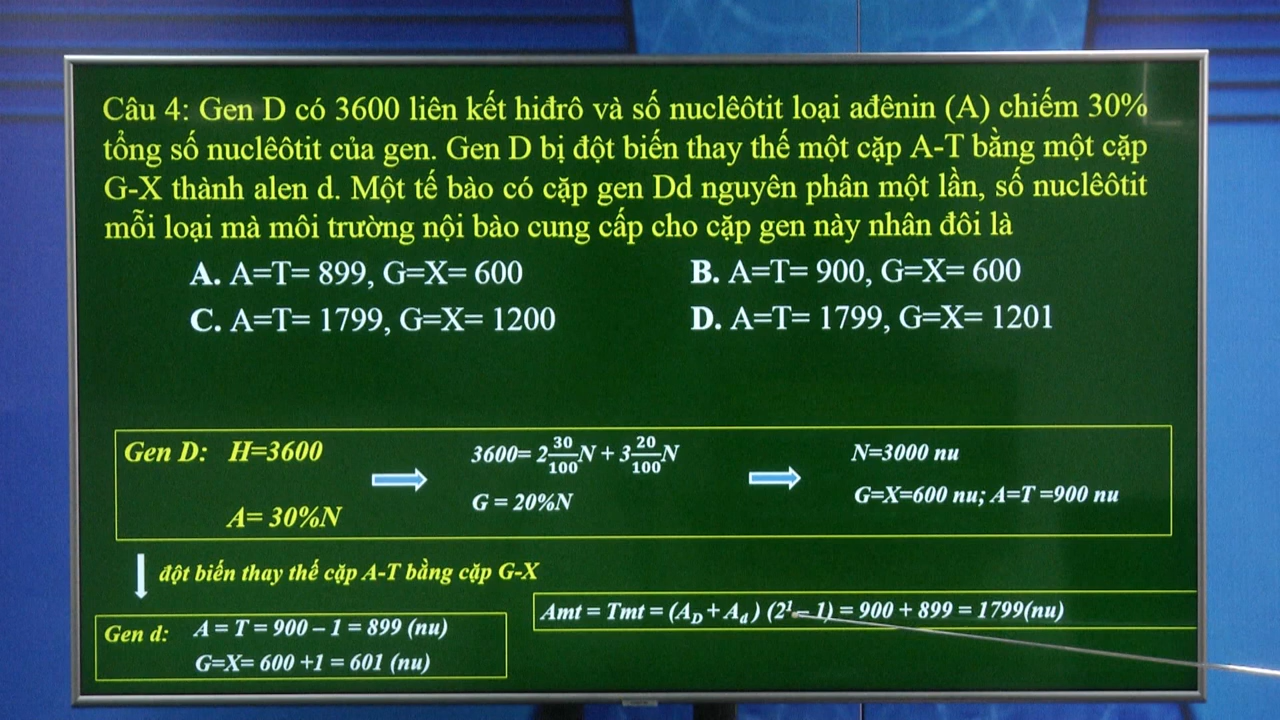 Câu 4: Gen D có 3600 liên kết hiđrô và số nuclêôtit loại ađênin (A) chiếm 30%
tổng số nuclêôtit của gen. Gen D bị đột biến thay thế một cặp A-T bằng một cặp
G-X thành alen d. Một tế bào có cặp gen Dd nguyên phân một lần, số nuclêôtit
mỗi loại mà môi trường nội bào cung cấp cho cặp gen này nhân đôi là
A. A=T= 899, G=X= 600 B. A=T= 900, G=X= 600
C. A=T= 1799, G=X= 1200 D. A=T= 1799, G=X= 1201
Gen D: H=3600
A= 30%N
3600= 2 30/100 N + 3 20/100 N
G = 20%N
N=3000 nu
G=X=600 nu; A=T =900 nu
đột biến thay thế cặp A-T bằng cặp G-X
Gen d: A = T = 900 – 1 = 899 (nu)
G=X= 600 +1 = 601 (nu)
Amt = Tmt = (A_D + A_d ) (2¹ – 1) = 900 + 899 = 1799(nu)